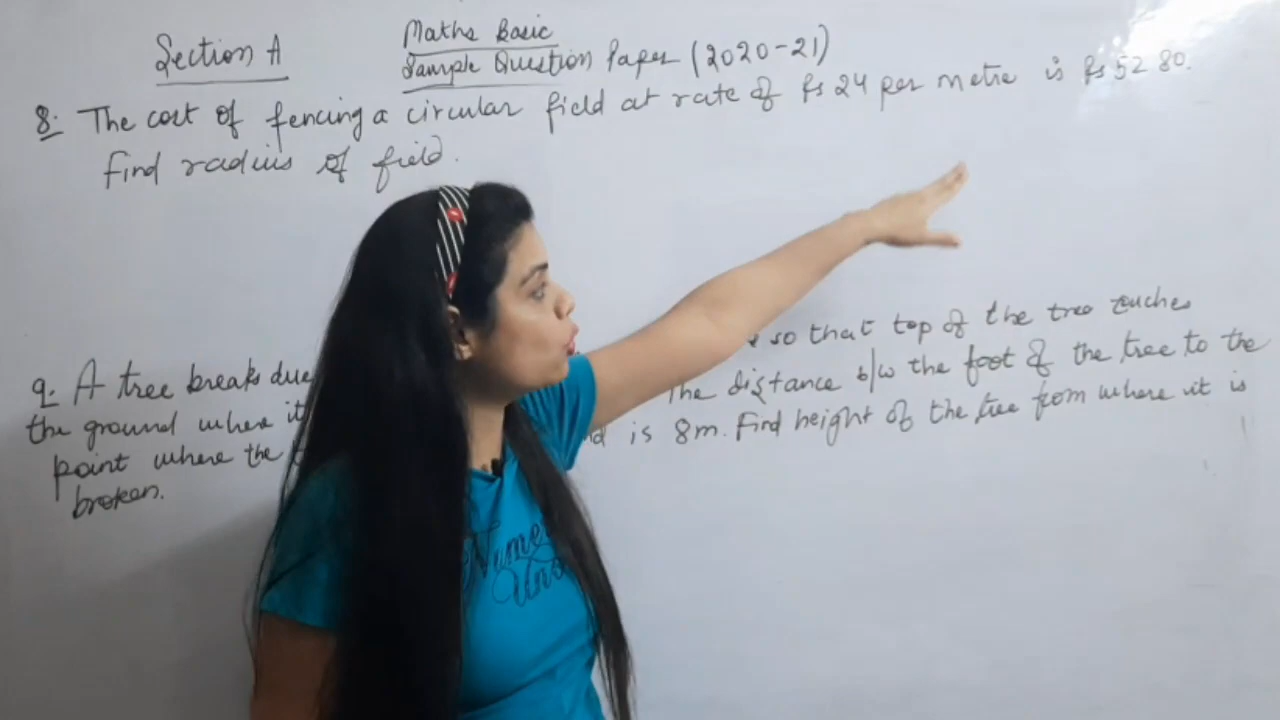 Section A
Maths Basic
Sample Question Paper (2020-21)
8. The cost of fencing a circular field at rate of Rs 24 per metre is Rs 5280.
Find radius of field.
9. A tree breaks due so that top of the tree touches
the ground where it The distance b/w the foot of the tree to the
point where the is 8m. Find height of the tree from where it is
broken.
Nume
Un